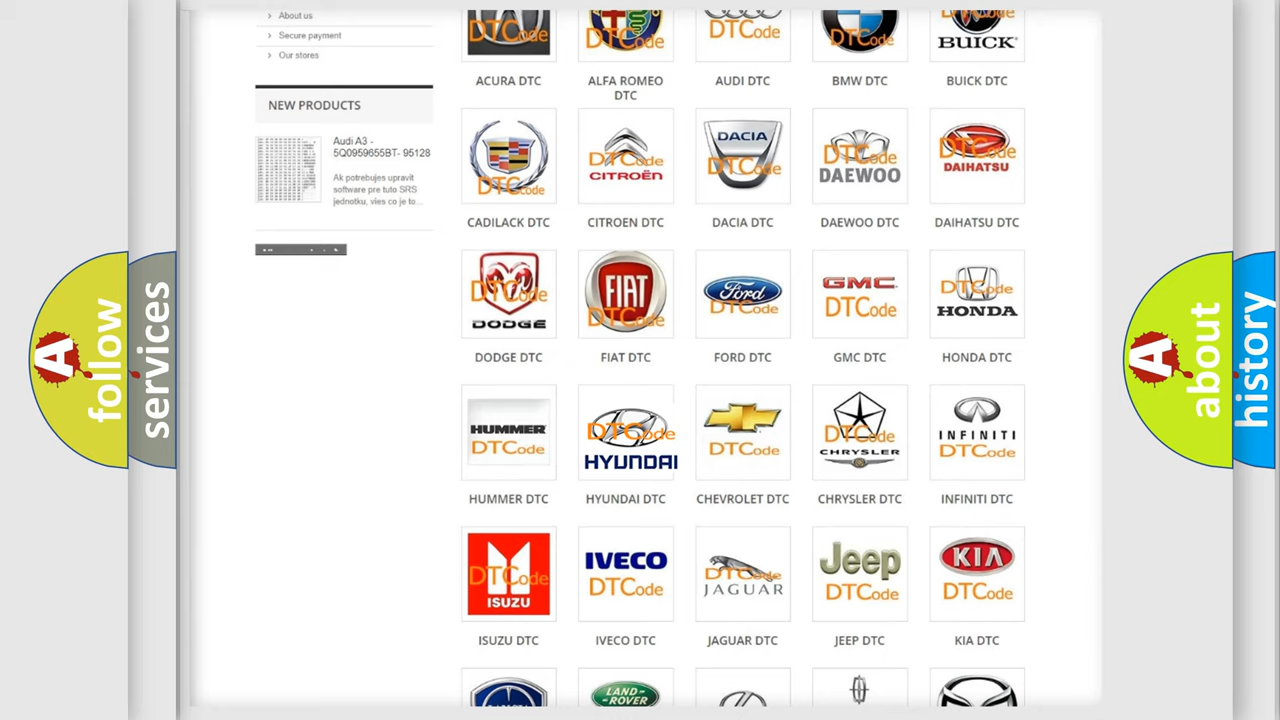 About us
Secure payment
Our stores
NEW PRODUCTS
Audi A3 -
5Q0959655BT- 95128
Ak potrebujes upravit
software pre tuto SRS
jednotku, vies co je to...
DTCode DTCode DTCode DTCode BUICK
ACURA DTC ALFA ROMEO DTC AUDI DTC BMW DTC BUICK DTC
DTCode DTCode CITROËN DACIA DTCode DTCode DAEWOO DTCode DAIHATSU
CADILACK DTC CITROEN DTC DACIA DTC DAEWOO DTC DAIHATSU DTC
DTCode DODGE FIAT DTCode Ford DTCode GMC DTCode DTCode HONDA
DODGE DTC FIAT DTC FORD DTC GMC DTC HONDA DTC
HUMMER DTCode DTCode HYUNDAI DTCode DTCode CHRYSLER INFINITI DTCode
HUMMER DTC HYUNDAI DTC CHEVROLET DTC CHRYSLER DTC INFINITI DTC
DTCode ISUZU IVECO DTCode DTCode JAGUAR Jeep DTCode KIA DTCode
ISUZU DTC IVECO DTC JAGUAR DTC JEEP DTC KIA DTC
LAND-
ROVER
A follow
services
A about
history